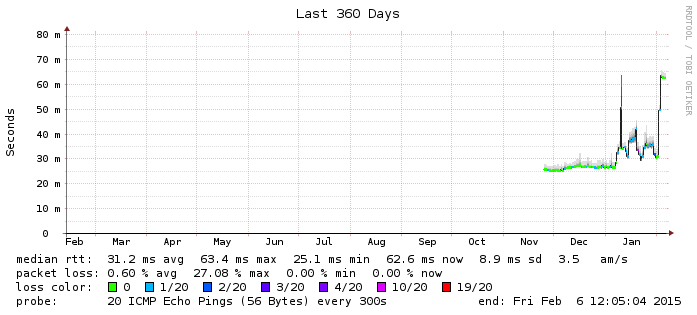 Last 360 Days
RRDTOOL / TOBI OETIKER
Seconds
80 m
70 m
60 m
50 m
40 m
30 m
20 m
10 m
0
Feb Mar Apr May Jun Jul Aug Sep Oct Nov Dec Jan
median rtt: 31.2 ms avg 63.4 ms max 25.1 ms min 62.6 ms now 8.9 ms sd 3.5 am/s
packet loss: 0.60 % avg 27.08 % max 0.00 % min 0.00 % now
loss color: 0 1/20 2/20 3/20 4/20 10/20 19/20
probe: 20 ICMP Echo Pings (56 Bytes) every 300s end: Fri Feb 6 12:05:04 2015